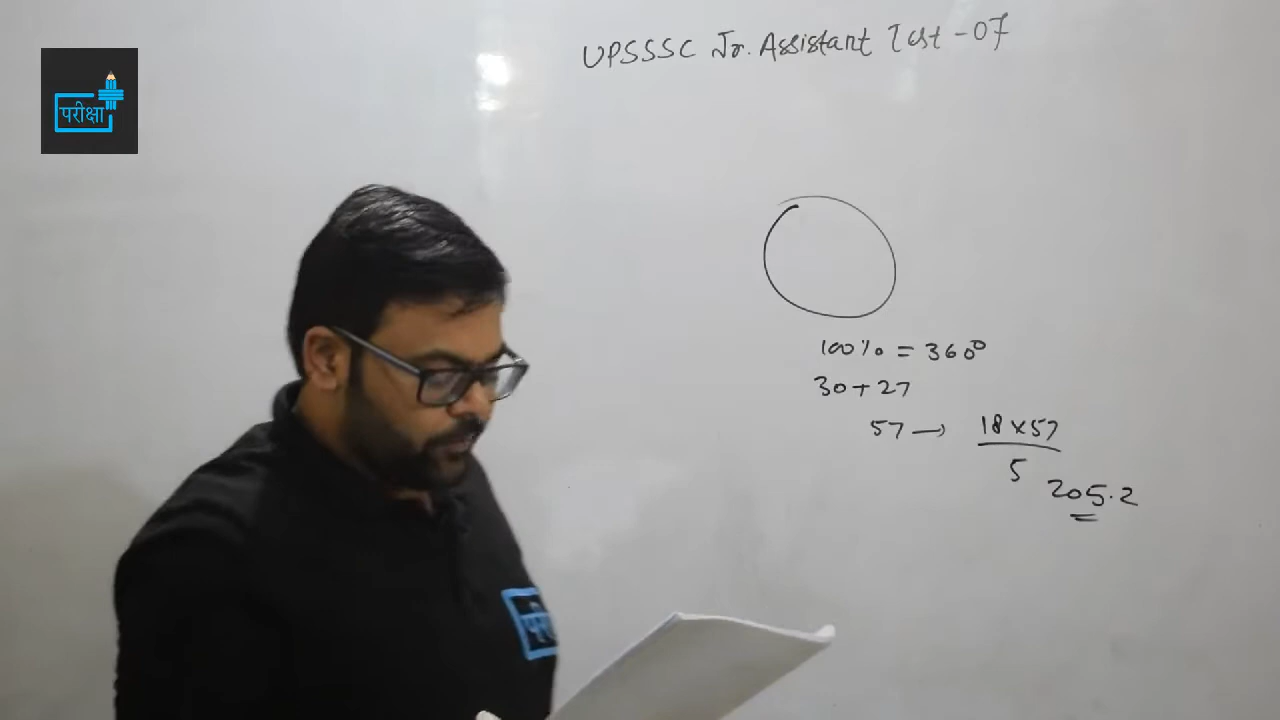 UPSSSC Jr. Assistant Test - 07
परीक्षा
100% = 360°
30 + 27
57 → 18 x 57
5
205.2